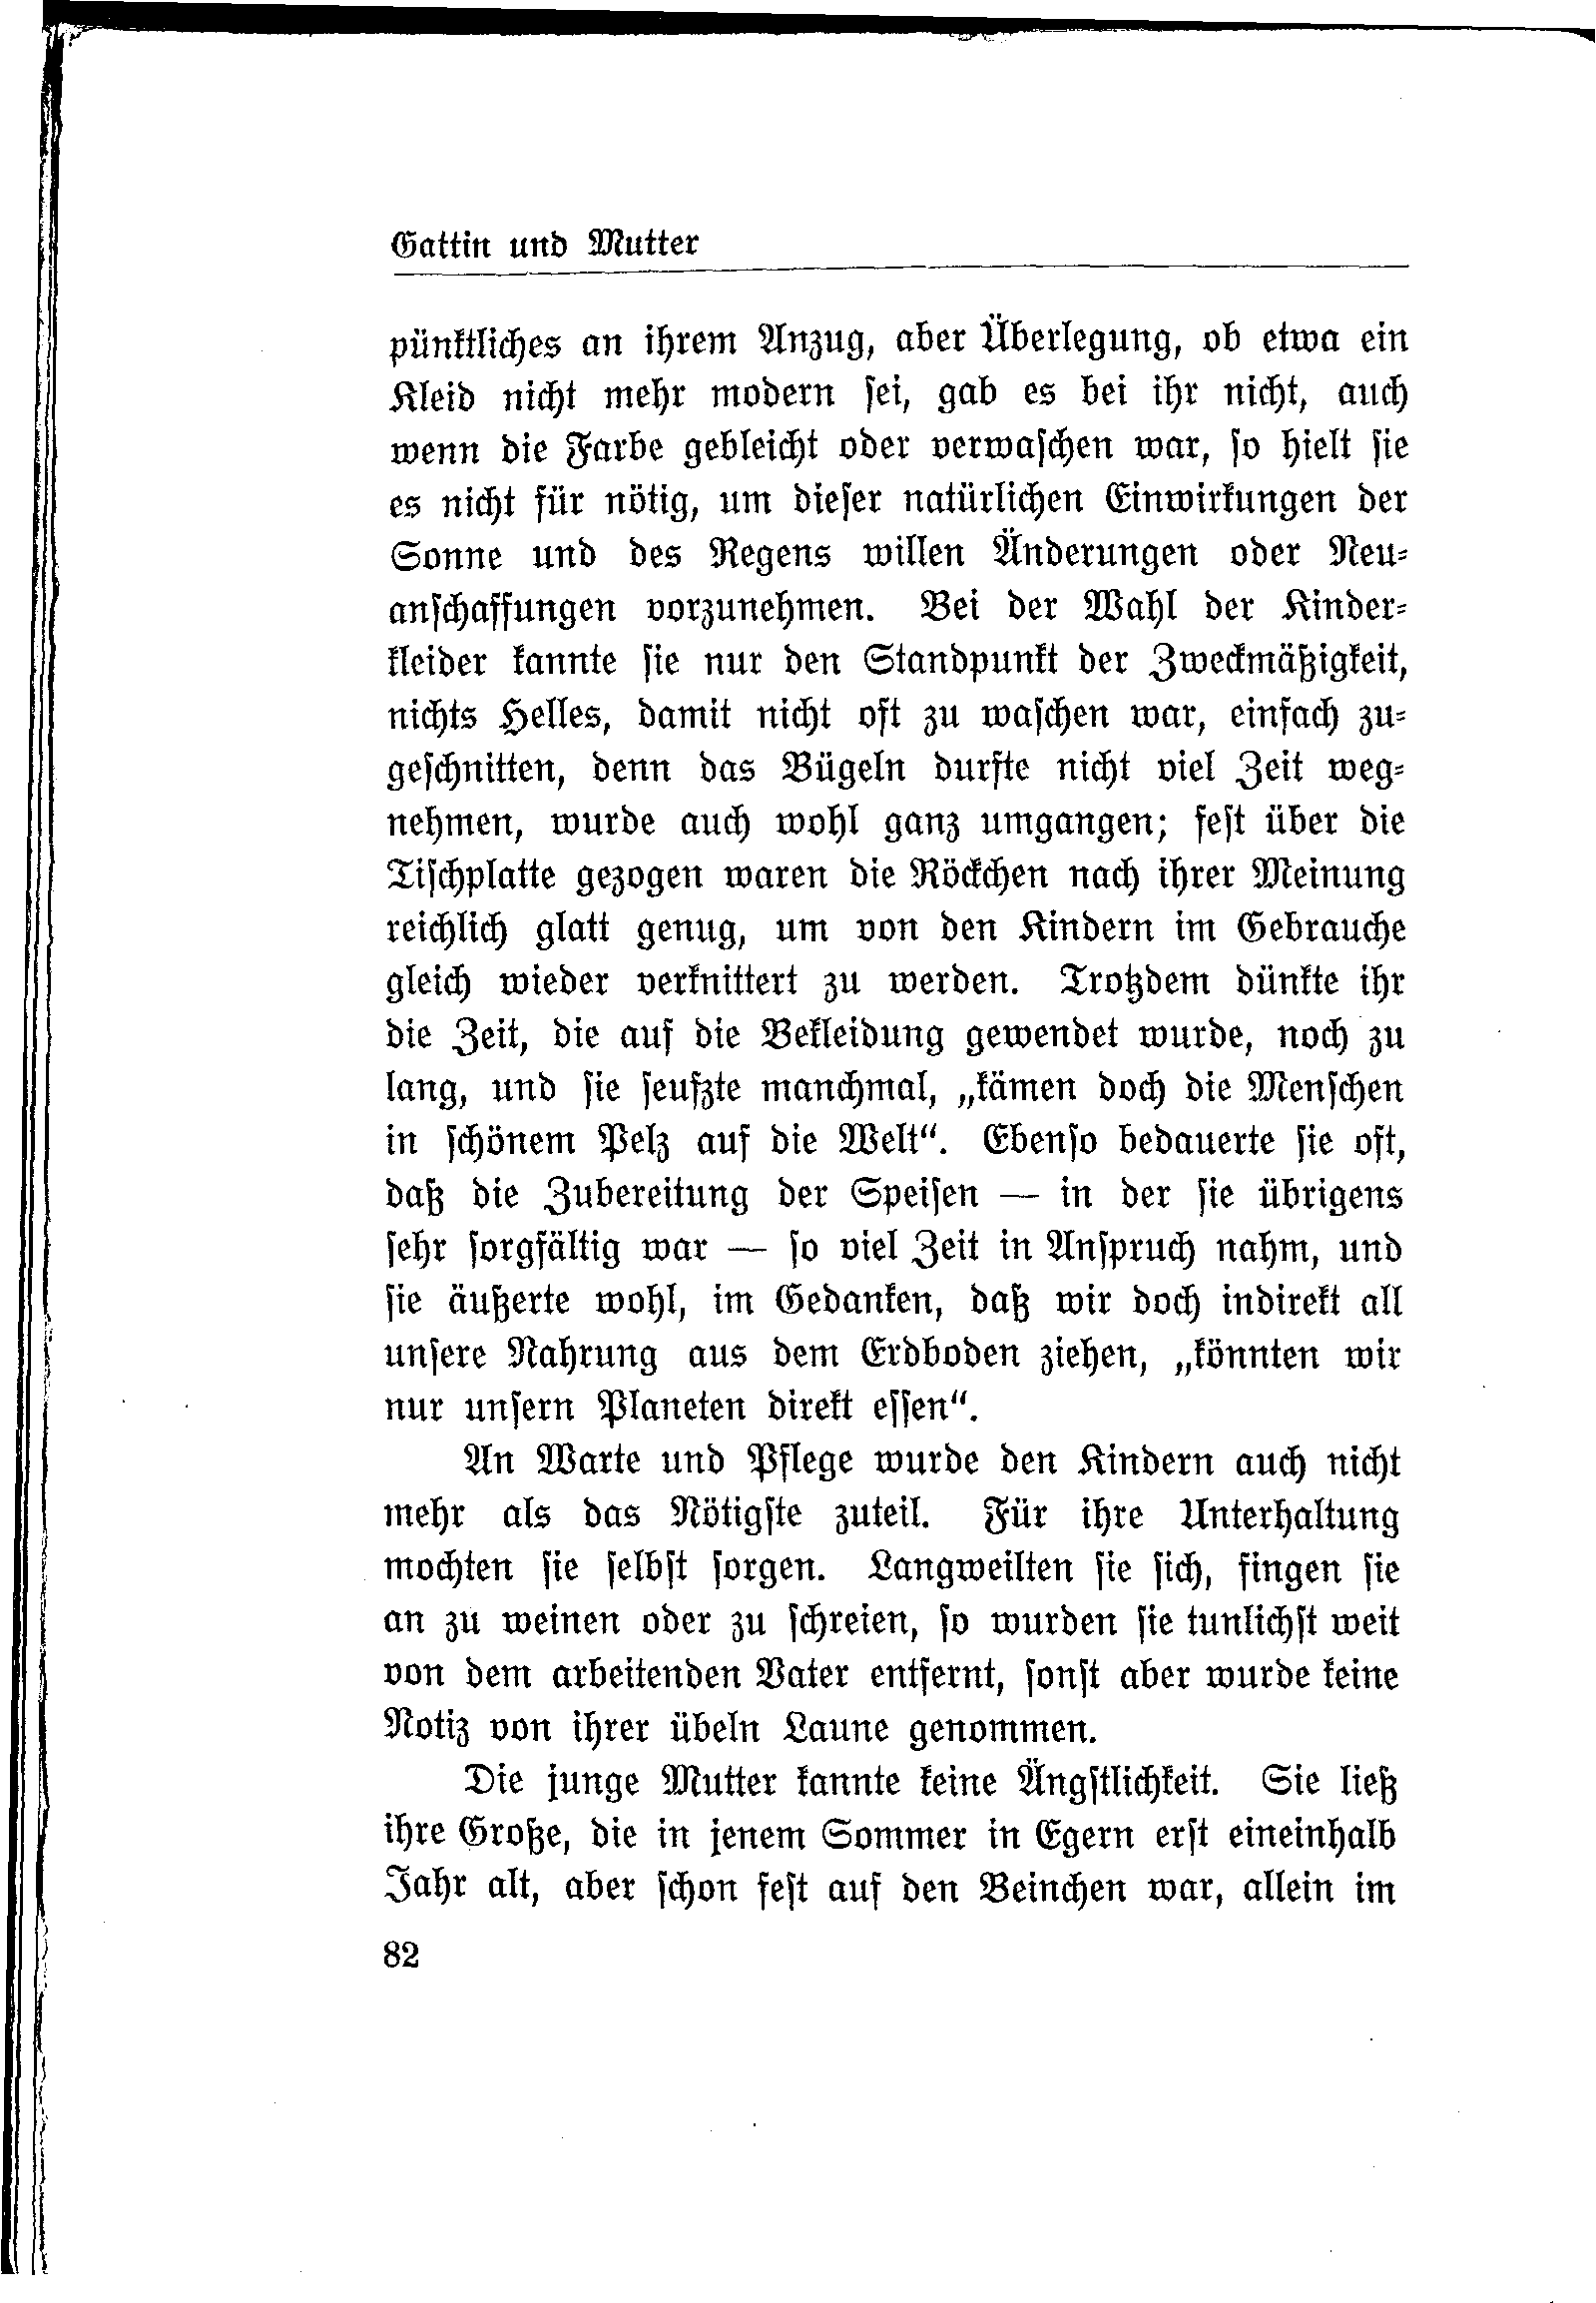 Gattin und Mutter
pünktliches an ihrem Anzug, aber Überlegung, ob etwa ein
Kleid nicht mehr modern sei, gab es bei ihr nicht, auch
wenn die Farbe gebleicht oder verwaschen war, so hielt sie
es nicht für nötig, um dieser natürlichen Einwirkungen der
Sonne und des Regens willen Änderungen oder Neu-
anschaffungen vorzunehmen. Bei der Wahl der Kinder-
kleider kannte sie nur den Standpunkt der Zweckmäßigkeit,
nichts Helles, damit nicht oft zu waschen war, einfach zu-
geschnitten, denn das Bügeln durfte nicht viel Zeit weg-
nehmen, wurde auch wohl ganz umgangen; fest über die
Tischplatte gezogen waren die Röckchen nach ihrer Meinung
reichlich glatt genug, um von den Kindern im Gebrauche
gleich wieder verknittert zu werden. Trotzdem dünkte ihr
die Zeit, die auf die Bekleidung gewendet wurde, noch zu
lang, und sie seufzte manchmal, „kämen doch die Menschen
in schönem Pelz auf die Welt“. Ebenso bedauerte sie oft,
daß die Zubereitung der Speisen — in der sie übrigens
sehr sorgfältig war — so viel Zeit in Anspruch nahm, und
sie äußerte wohl, im Gedanken, daß wir doch indirekt all
unsere Nahrung aus dem Erdboden ziehen, „könnten wir
nur unsern Planeten direkt essen“.
An Warte und Pflege wurde den Kindern auch nicht
mehr als das Nötigste zuteil. Für ihre Unterhaltung
mochten sie selbst sorgen. Langweilten sie sich, fingen sie
an zu weinen oder zu schreien, so wurden sie tunlichst weit
von dem arbeitenden Vater entfernt, sonst aber wurde keine
Notiz von ihrer übeln Laune genommen.
Die junge Mutter kannte keine Ängstlichkeit. Sie ließ
ihre Große, die in jenem Sommer in Egern erst eineinhalb
Jahr alt, aber schon fest auf den Beinchen war, allein im
82